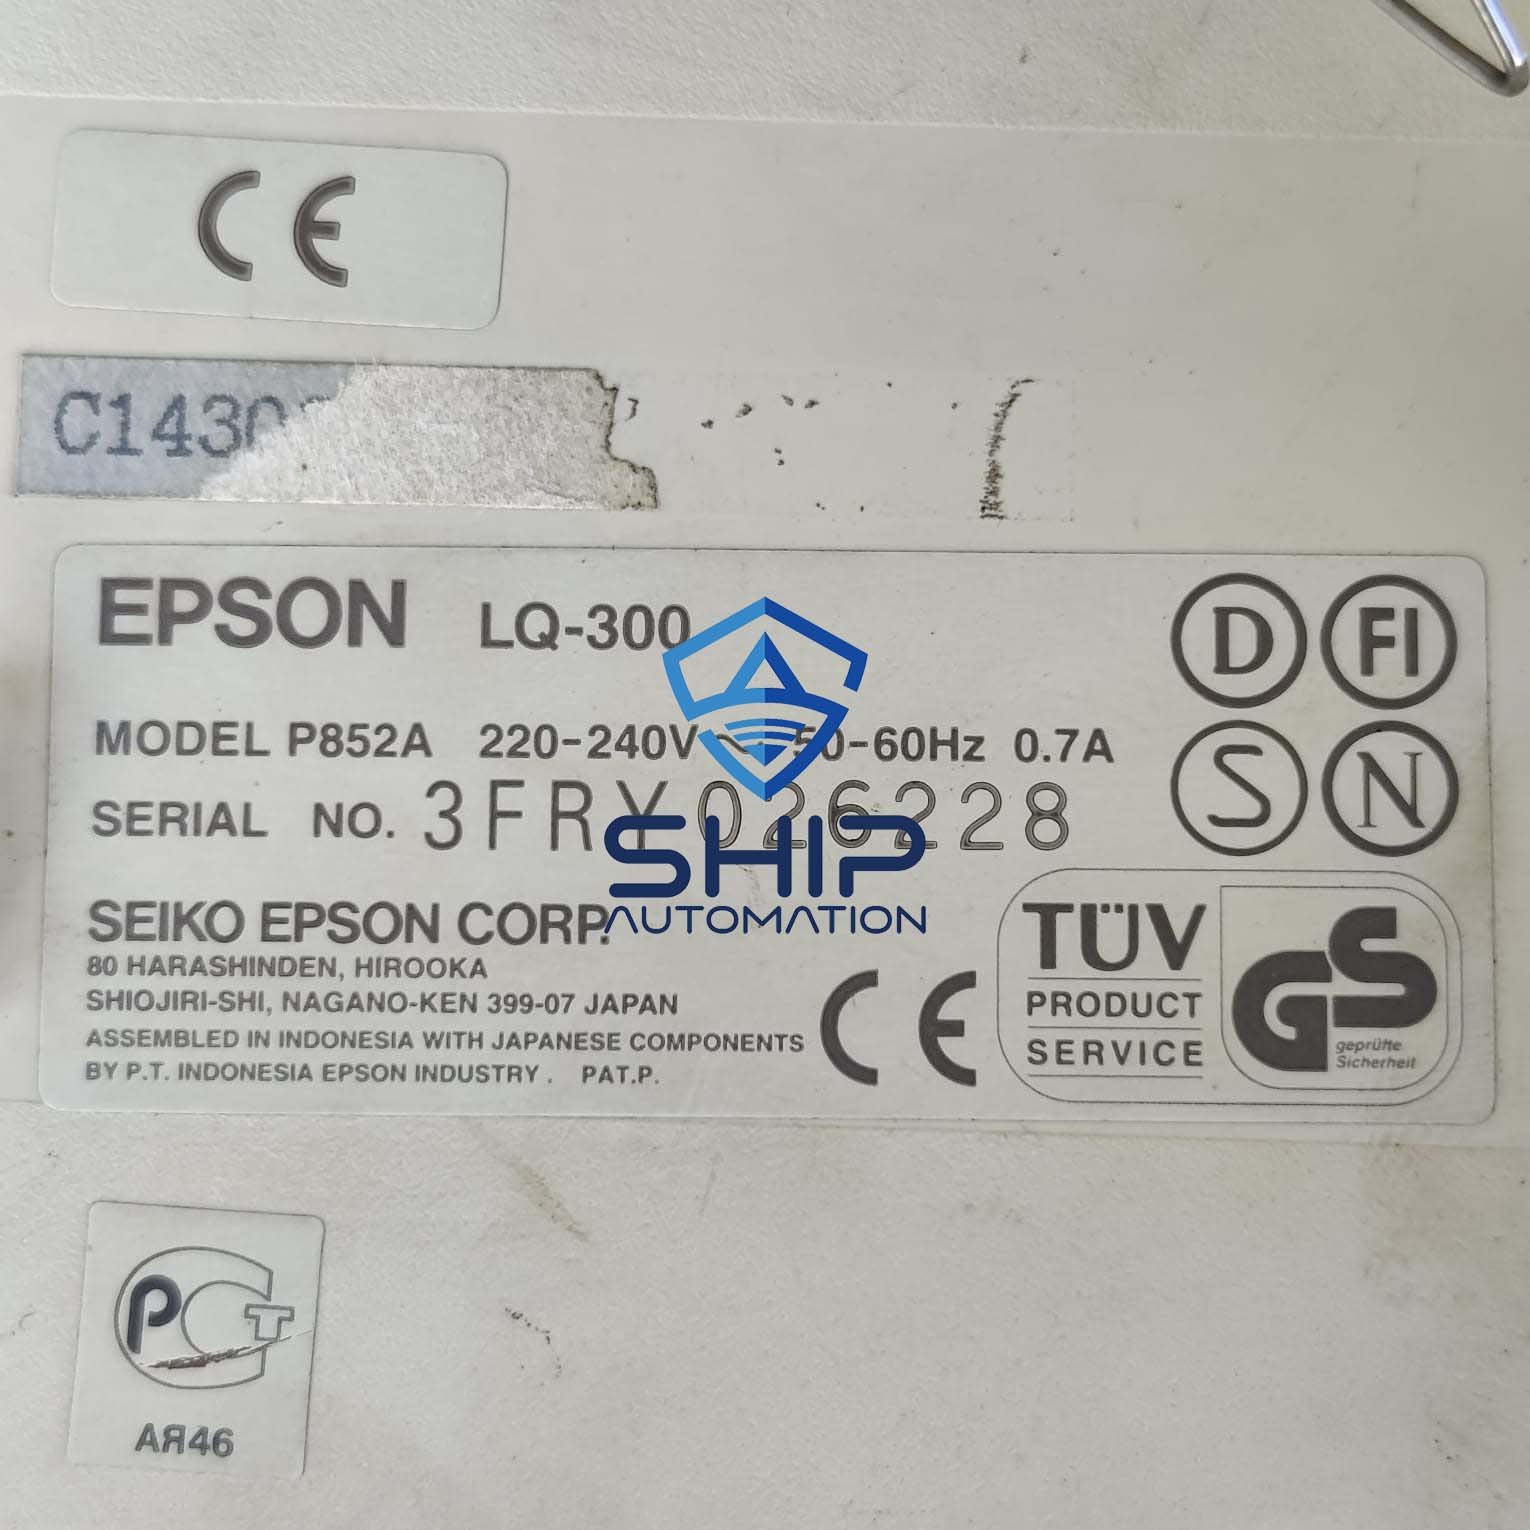 CE
C1430
EPSON LQ-300
MODEL P852A 220-240V~ 50-60Hz 0.7A
SERIAL NO. 3FRY026228
SEIKO EPSON CORP.
80 HARASHINDEN, HIROOKA
SHIOJIRI-SHI, NAGANO-KEN 399-07 JAPAN
ASSEMBLED IN INDONESIA WITH JAPANESE COMPONENTS
BY P.T. INDONESIA EPSON INDUSTRY. PAT.P.
D FI
S N
CE
TÜV
PRODUCT
SERVICE
GS
geprüfte
Sicherheit
SHIP
AUTOMATION
РСТ
АЯ46